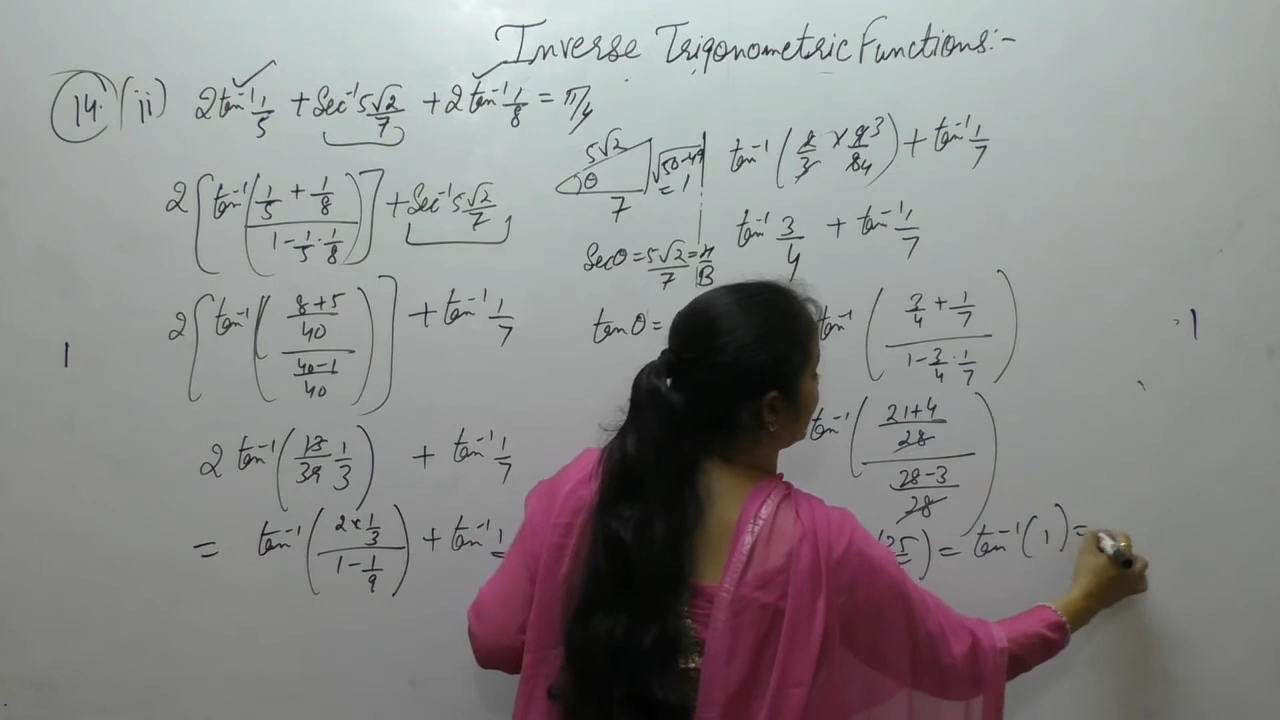 Inverse Trigonometric Functions:-
14. (ii) 2tan⁻¹ 1/5 + Sec⁻¹ 5√2/7 + 2tan⁻¹ 1/8 = π/4
2[tan⁻¹((1/5 + 1/8)/(1 - 1/5 · 1/8))] + Sec⁻¹ 5√2/7
2[tan⁻¹(((8+5)/40)/((40-1)/40))] + tan⁻¹ 1/7
2 tan⁻¹(13/39 1/3) + tan⁻¹ 1/7
= tan⁻¹((2×1/3)/(1 - 1/9)) + tan⁻¹ 1
5√2
θ
√50-49
= 1
7
Secθ = 5√2/7 = H/B
tanθ =
tan⁻¹(2/3 × 9 3/84) + tan⁻¹ 1/7
tan⁻¹ 3/4 + tan⁻¹ 1/7
tan⁻¹((3/4 + 1/7)/(1 - 3/4 · 1/7))
tan⁻¹(((21+4)/28)/((28-3)/28))
25) = tan⁻¹(1) =